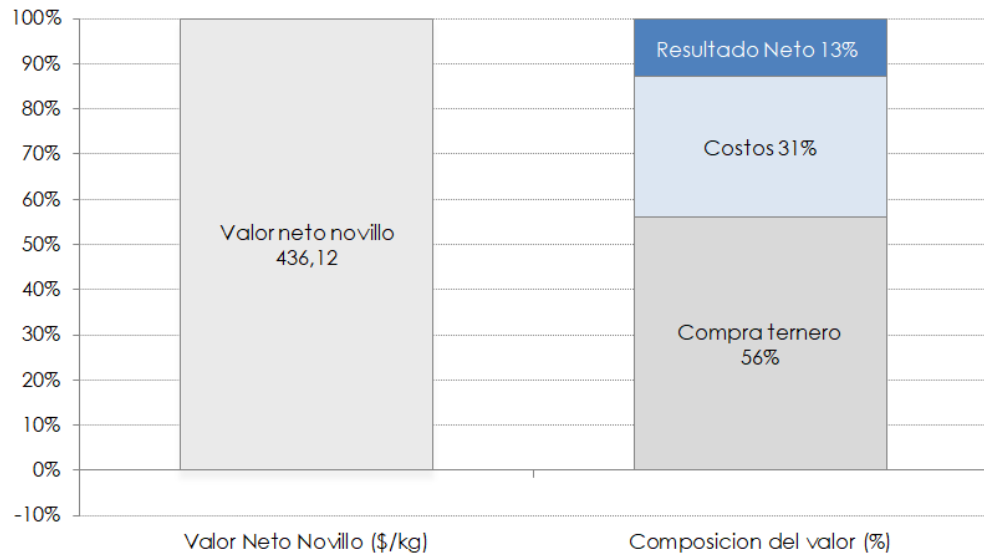 100%
90%
80%
70%
60%
50%
40%
30%
20%
10%
0%
-10%
Valor neto novillo
436,12
Resultado Neto 13%
Costos 31%
Compra ternero
56%
Valor Neto Novillo ($/kg)
Composicion del valor (%)